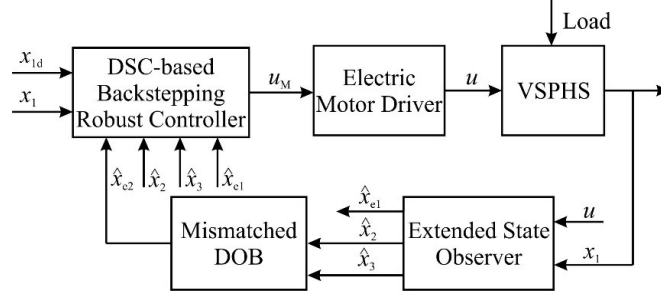 Load
x₁d
x₁
DSC-based
Backstepping
Robust Controller
u_M
Electric
Motor Driver
u
VSPHS
x̂e2
x̂₂
x̂₃
x̂e1
Mismatched
DOB
x̂e1
x̂₂
x̂₃
Extended State
Observer
u
x₁